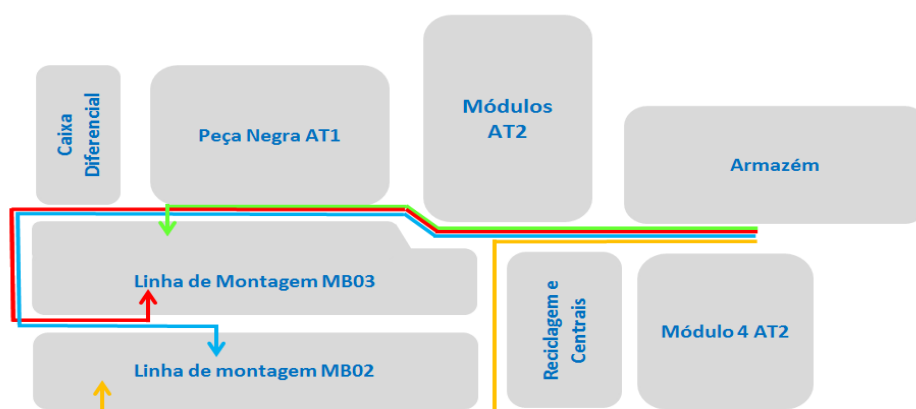 Caixa
Diferencial
Peça Negra AT1
Módulos
AT2
Armazém
Linha de Montagem MB03
Reciclagem e
Centrais
Módulo 4 AT2
Linha de montagem MB02